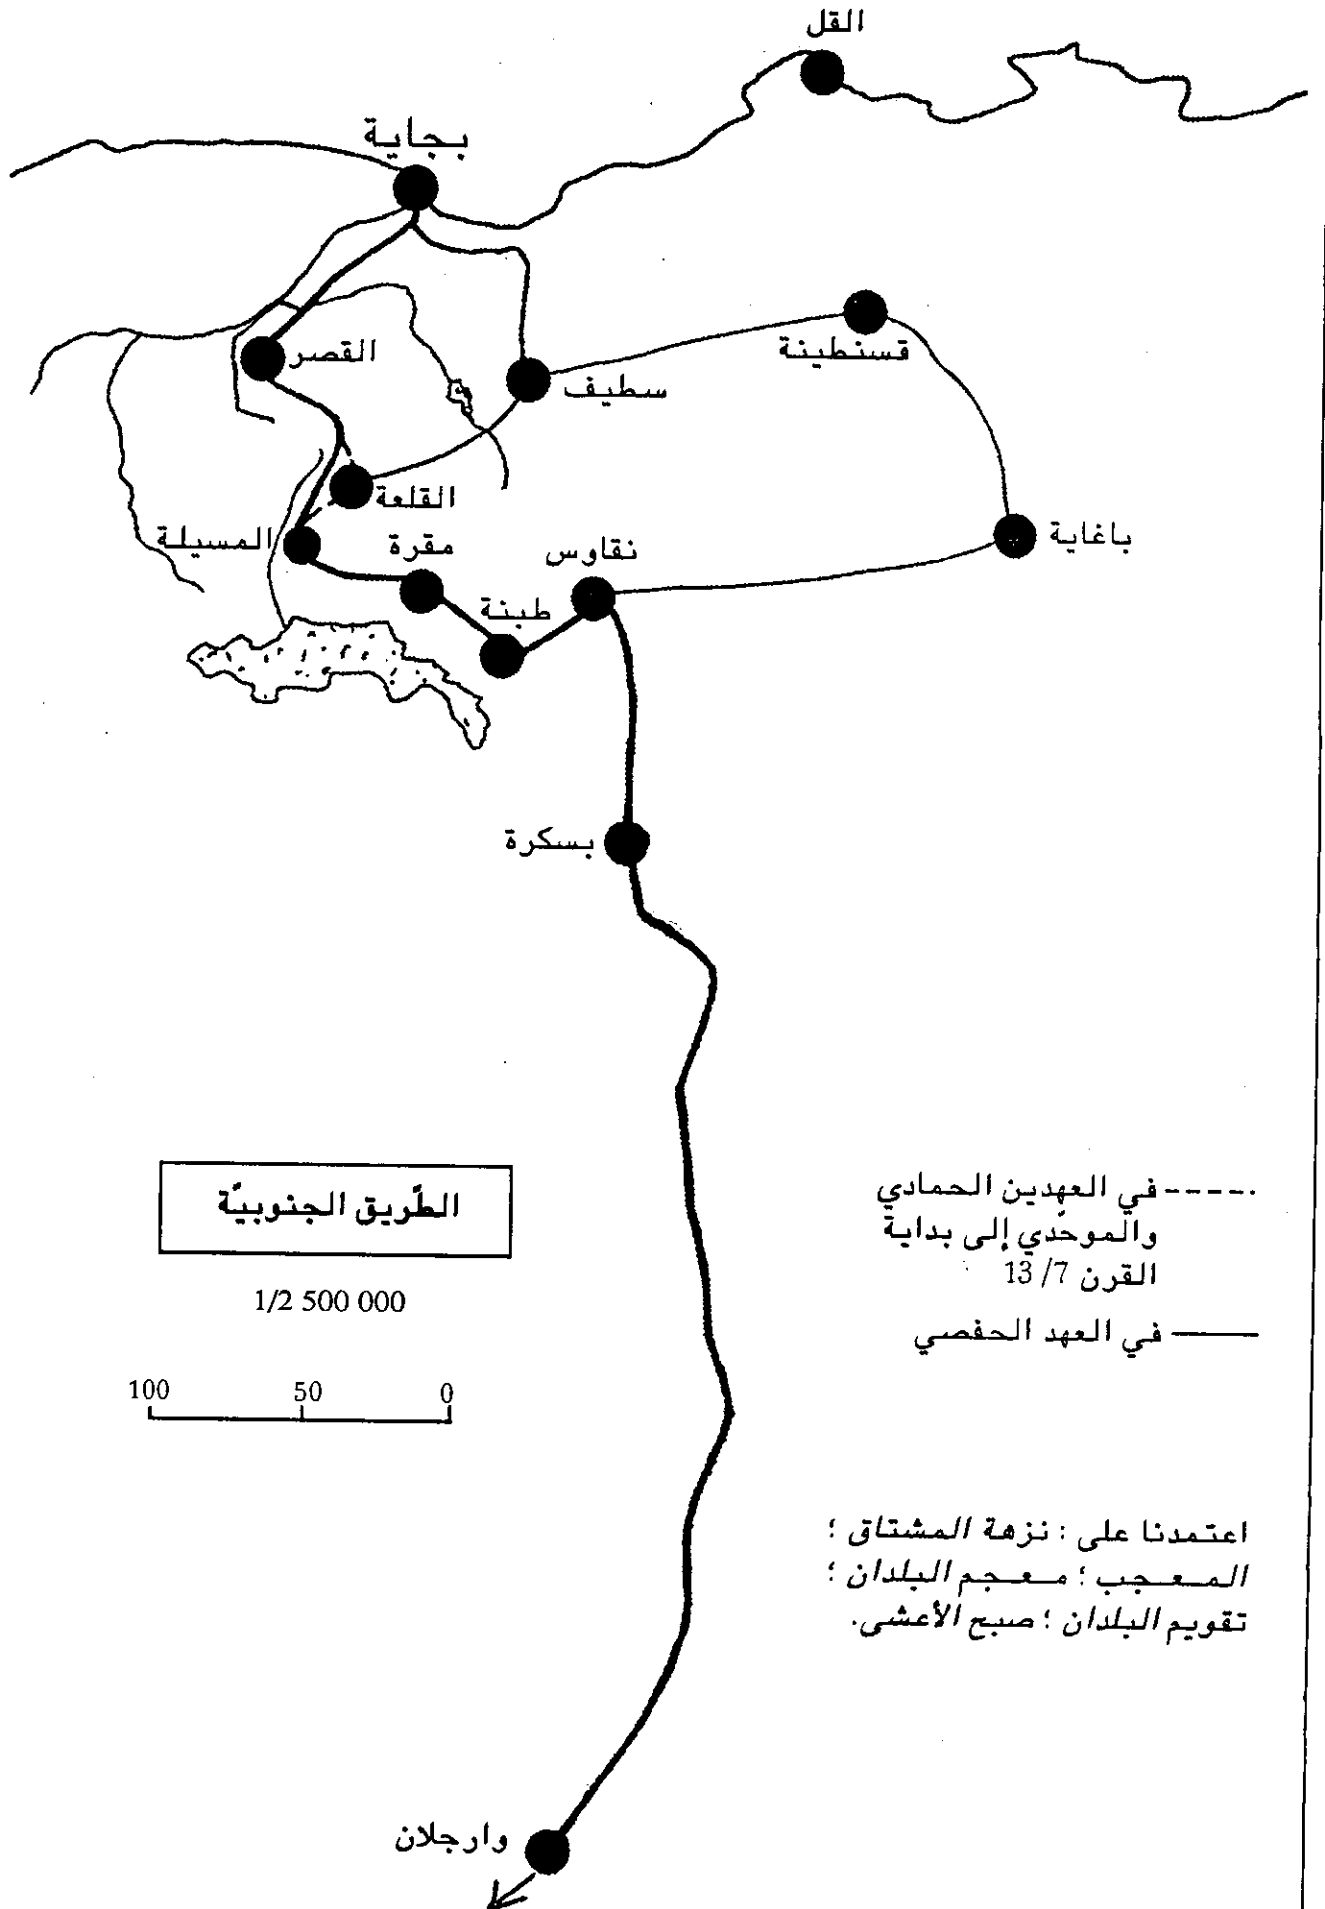 القل
بجاية
قسنطينة
القصر
سطيف
القلعة
باغاية
المسيلة
مقرة
نقاوس
طبنة
بسكرة
الطّريق الجنوبيّة
1/2 500 000
100 50 0
في العهدين الحمادي
والموحّدي إلى بداية
القرن 7/ 13
في العهد الحفصي
اعتمدنا على : نزهة المشتاق ؛
المعجب ؛ معجم البلدان ؛
تقويم البلدان ؛ صبح الأعشى.
وارجلان